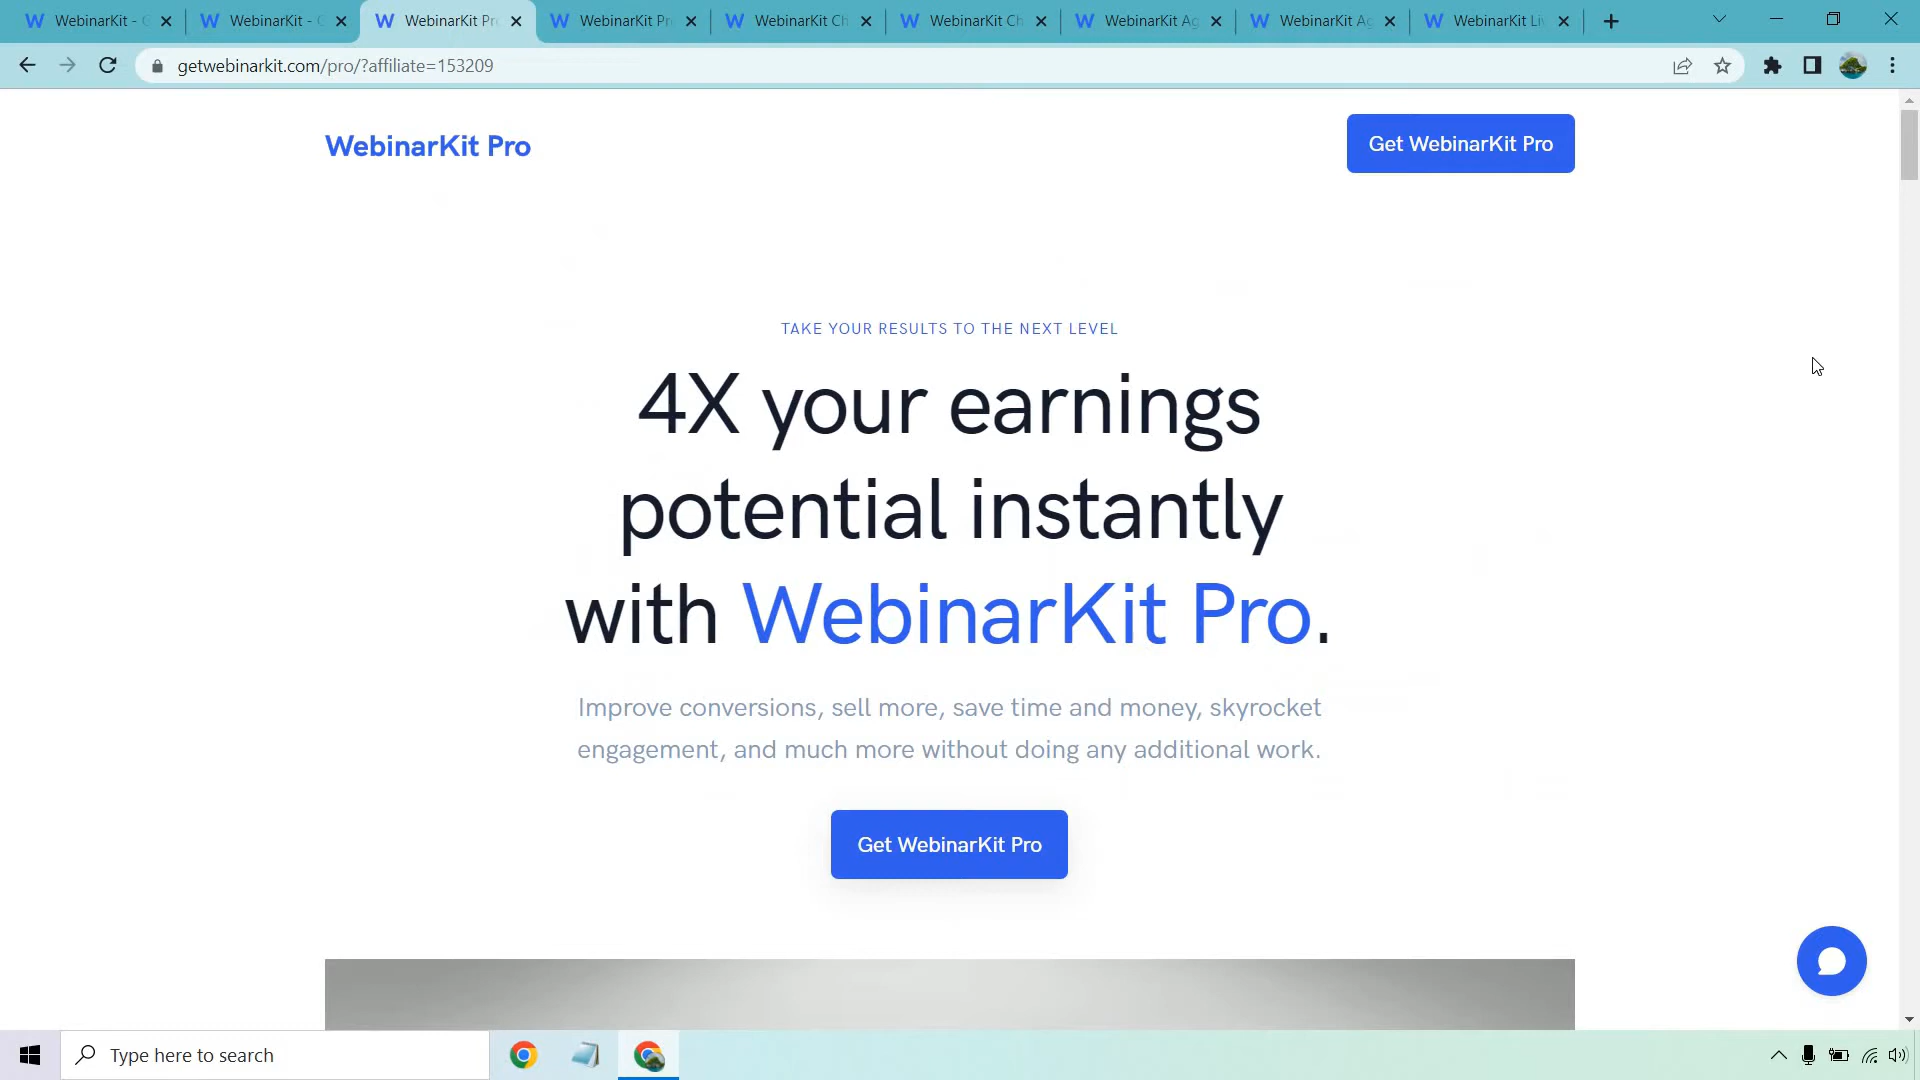 WebinarKit - G
WebinarKit - G
WebinarKit Pro
WebinarKit Pro
WebinarKit Ch
WebinarKit Ch
WebinarKit Ag
WebinarKit Ag
WebinarKit Liv
getwebinarkit.com/pro/?affiliate=153209
WebinarKit Pro
Get WebinarKit Pro
TAKE YOUR RESULTS TO THE NEXT LEVEL
4X your earnings
potential instantly
with WebinarKit Pro.
Improve conversions, sell more, save time and money, skyrocket
engagement, and much more without doing any additional work.
Get WebinarKit Pro
Type here to search